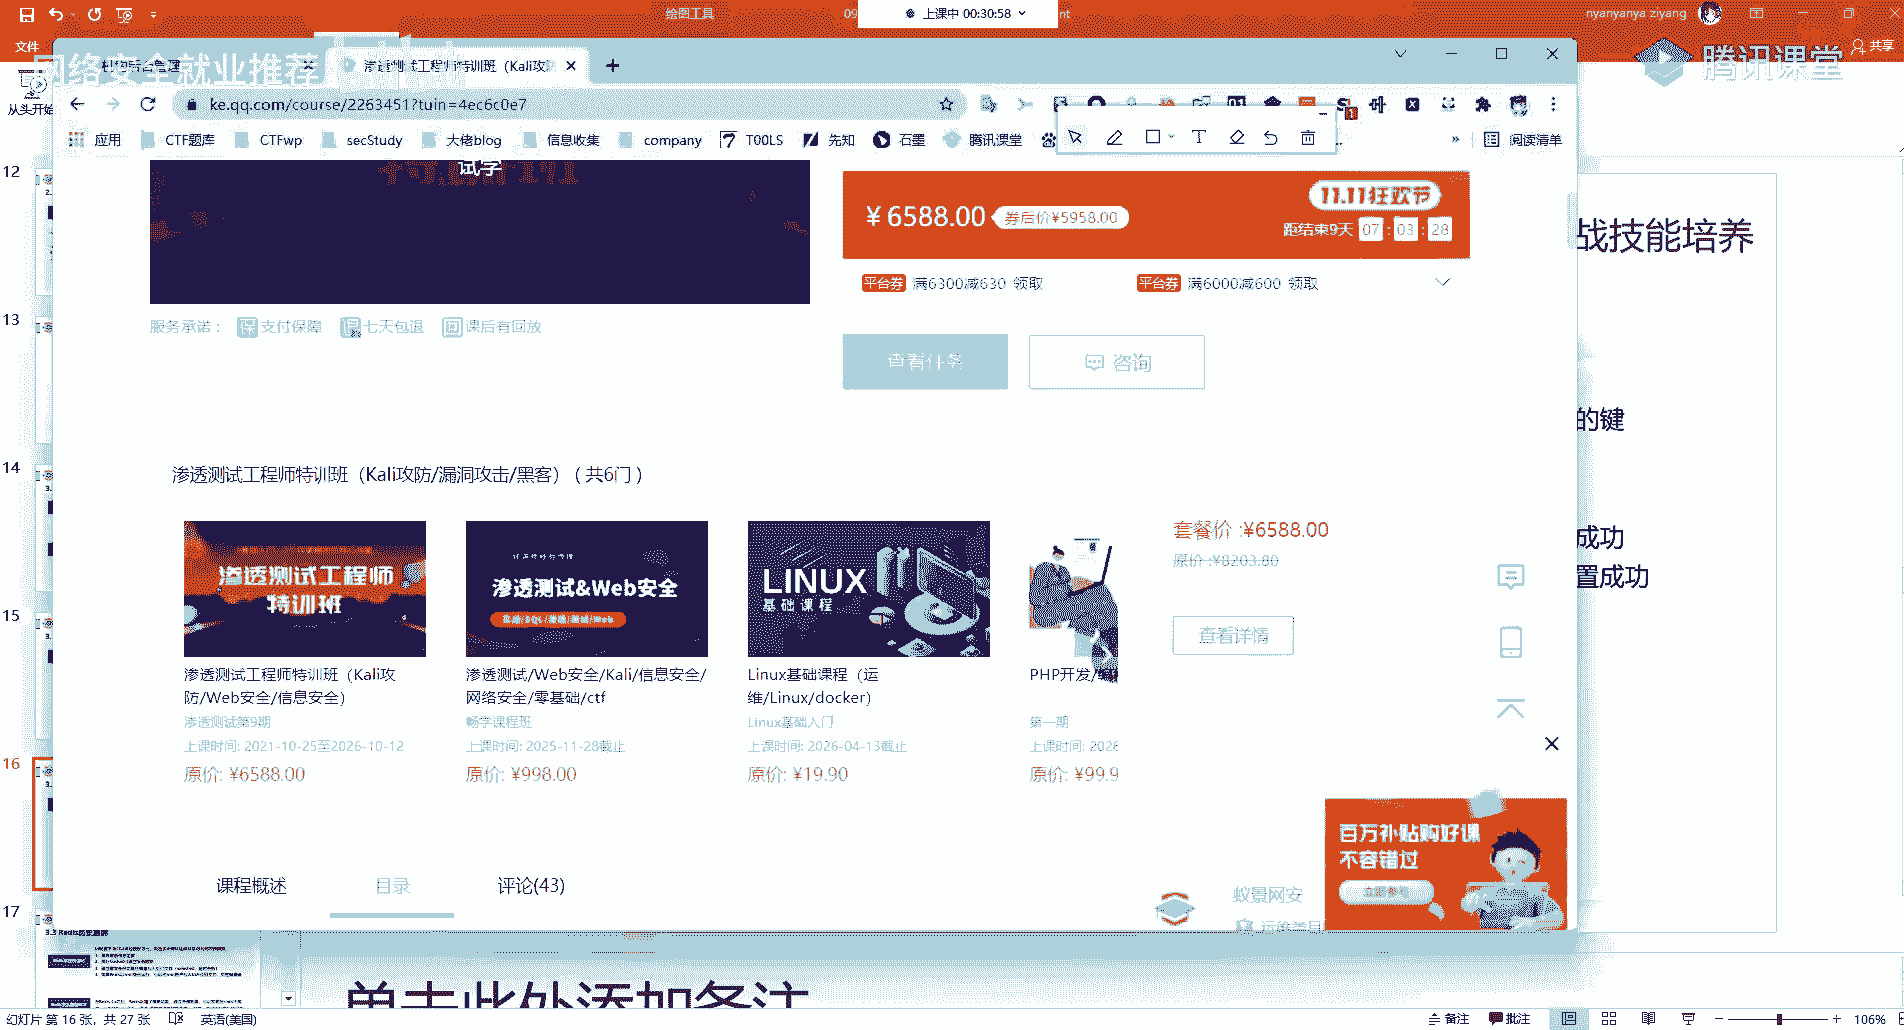 绘图工具
上课中 00:30:58
nyanyanya ziyang
文件
共享
网络安全就业推荐
腾讯课堂
渗透测试工程师特训班（Kali攻防
从头开始
ke.qq.com/course/2263451?tuin=4ec6c0e7
应用
CTF题库
CTFwp
secStudy
大佬blog
信息收集
company
T00LS
先知
石墨
腾讯课堂
阅读清单
试学
11.11狂欢节
¥ 6588.00
券后价¥5958.00
距结束9天 07 : 03 : 28
平台券 满6300减630 领取
平台券 满6000减600 领取
服务承诺：
支付保障
七天包退
课后有回放
查看任务
咨询
战技能培养
的键
成功
置成功
渗透测试工程师特训班（Kali攻防/漏洞攻击/黑客）（ 共6门 ）
套餐价 :¥6588.00
原价 :¥8203.80
查看详情
渗透测试工程师
特训班
渗透测试&Web安全
LINUX
基础课程
渗透测试工程师特训班（Kali攻
防/Web安全/信息安全）
渗透测试第9期
上课时间: 2021-10-25至2026-10-12
原价: ¥6588.00
渗透测试/Web安全/Kali/信息安全/
网络安全/零基础/ctf
畅学课程班
上课时间: 2025-11-28截止
原价: ¥998.00
Linux基础课程（运
维/Linux/docker）
Linux基础入门
上课时间: 2026-04-13截止
原价: ¥19.90
PHP开发/
第一期
上课时间: 2026
原价: ¥99.9
百万补贴购好课
不容错过
课程概述
目录
评论(43)
蚁景网安
12
13
14
15
16
17
单击此处添加备注
幻灯片 第 16 张，共 27 张
英语(美国)
备注
批注
106%